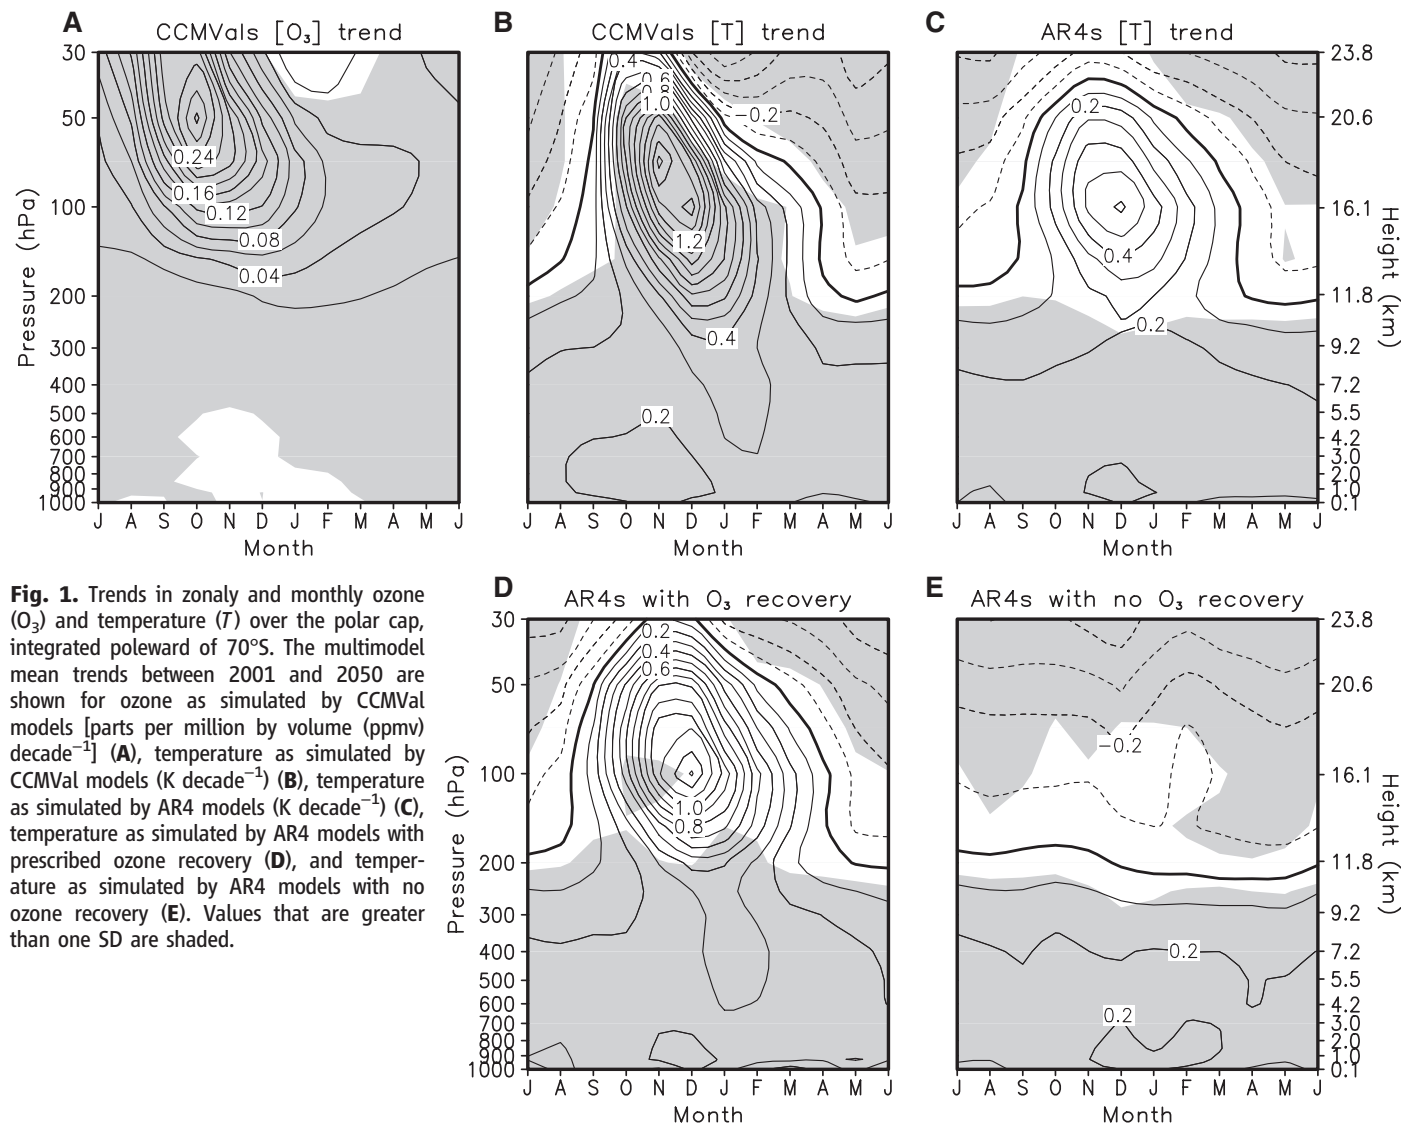 A
CCMVals [O₃] trend
30
50
100
200
300
400
500
600
700
800
900
1000
Pressure (hPa)
0.24
0.16
0.12
0.08
0.04
J A S O N D J F M A M J
Month
B
CCMVals [T] trend
0.4
0.6
0.8
1.0
-0.2
1.2
0.4
0.2
J A S O N D J F M A M J
Month
C
AR4s [T] trend
0.2
0.4
0.2
23.8
20.6
16.1
11.8
9.2
7.2
5.5
4.2
3.0
2.0
1.0
0.1
Height (km)
J A S O N D J F M A M J
Month
Fig. 1. Trends in zonaly and monthly ozone
(O₃) and temperature (T) over the polar cap,
integrated poleward of 70°S. The multimodel
mean trends between 2001 and 2050 are
shown for ozone as simulated by CCMVal
models [parts per million by volume (ppmv)
decade⁻¹] (A), temperature as simulated by
CCMVal models (K decade⁻¹) (B), temperature
as simulated by AR4 models (K decade⁻¹) (C),
temperature as simulated by AR4 models with
prescribed ozone recovery (D), and temper-
ature as simulated by AR4 models with no
ozone recovery (E). Values that are greater
than one SD are shaded.
D
AR4s with O₃ recovery
30
50
100
200
300
400
500
600
700
800
900
1000
Pressure (hPa)
0.2
0.4
0.6
1.0
0.8
J A S O N D J F M A M J
Month
E
AR4s with no O₃ recovery
-0.2
0.2
0.2
23.8
20.6
16.1
11.8
9.2
7.2
5.5
4.2
3.0
2.0
1.0
0.1
Height (km)
J A S O N D J F M A M J
Month